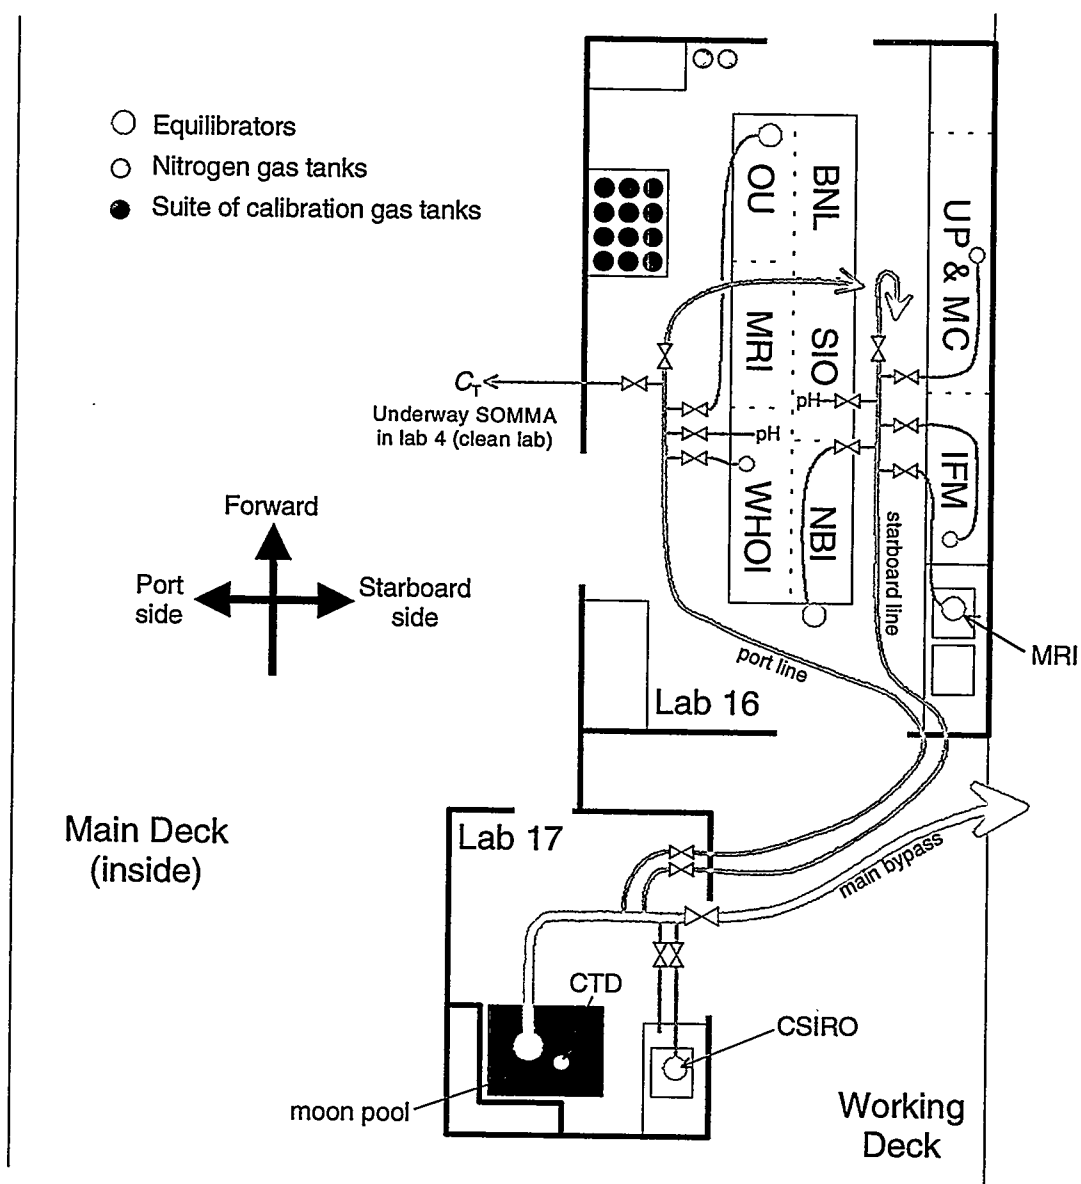 Equilibrators
Nitrogen gas tanks
Suite of calibration gas tanks
OU
BNL
UP & MC
MRI
SIO
pH
C_T
Underway SOMMA
in lab 4 (clean lab)
pH
WHOI
NBI
IFM
Forward
Port
side
Starboard
side
starboard line
port line
MRI
Lab 16
Main Deck
(inside)
Lab 17
main bypass
CTD
CSIRO
moon pool
Working
Deck